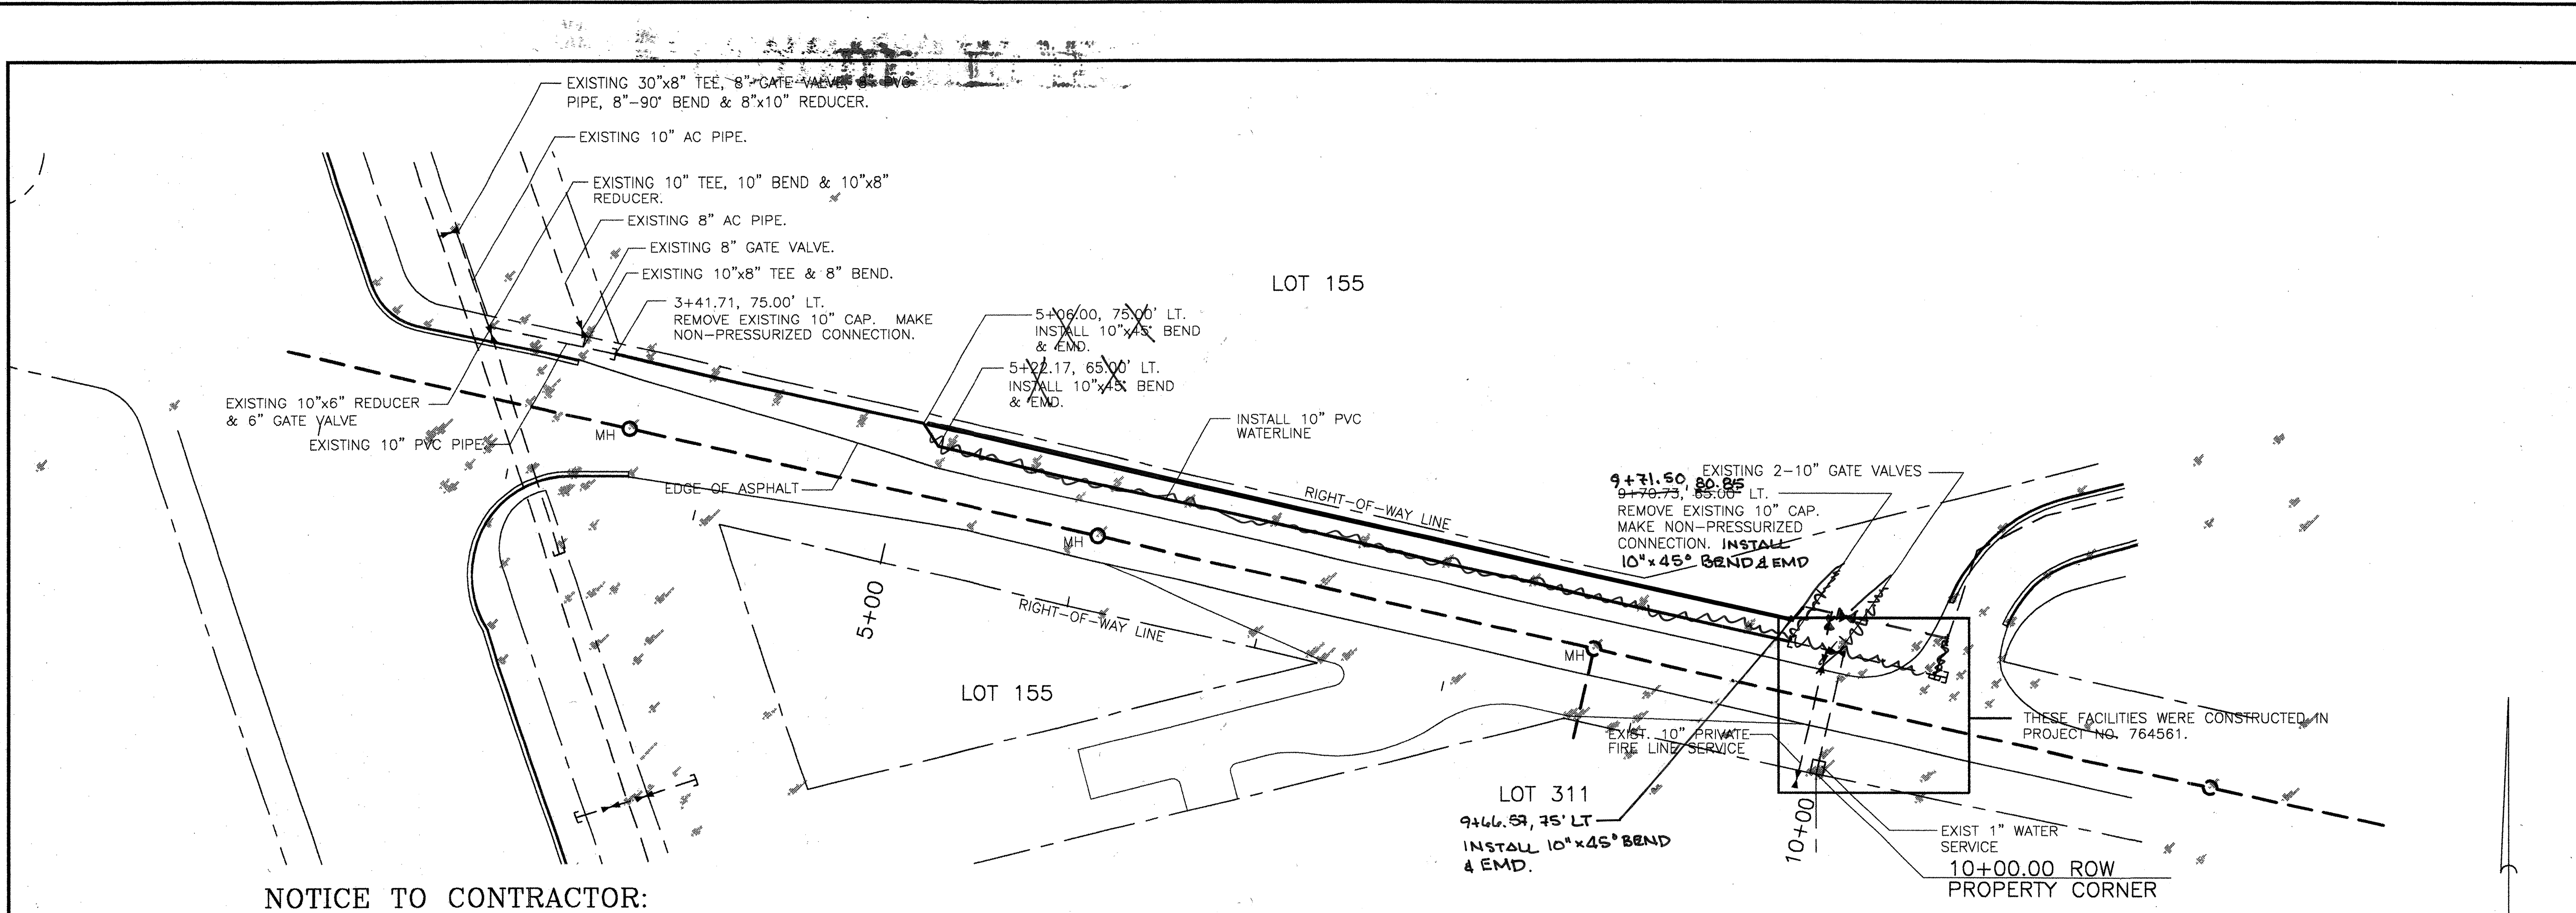 EXISTING 30"x8" TEE, 8" GATE VALVE, 8" PVC
PIPE, 8"-90° BEND & 8"x10" REDUCER.
EXISTING 10" AC PIPE.
EXISTING 10" TEE, 10" BEND & 10"x8"
REDUCER.
EXISTING 8" AC PIPE.
EXISTING 8" GATE VALVE.
EXISTING 10"x8" TEE & 8" BEND.
3+41.71, 75.00' LT.
REMOVE EXISTING 10" CAP. MAKE
NON-PRESSURIZED CONNECTION.
LOT 155
5+06.00, 75.00' LT.
INSTALL 10"x45° BEND
& EMD.
5+22.17, 65.00' LT.
INSTALL 10"x45° BEND
& EMD.
EXISTING 10"x6" REDUCER
& 6" GATE VALVE
EXISTING 10" PVC PIPE
MH
EDGE OF ASPHALT
INSTALL 10" PVC
WATERLINE
RIGHT-OF-WAY LINE
MH
EXISTING 2-10" GATE VALVES
9+71.50, 80.85
9+70.73, 65.00' LT.
REMOVE EXISTING 10" CAP.
MAKE NON-PRESSURIZED
CONNECTION. INSTALL
10"x45° BEND & EMD
5+00
RIGHT-OF-WAY LINE
MH
LOT 155
THESE FACILITIES WERE CONSTRUCTED IN
PROJECT NO. 764561.
EXIST. 10" PRIVATE
FIRE LINE SERVICE
LOT 311
9+66.57, 75' LT
INSTALL 10"x45° BEND
& EMD.
10+00
EXIST 1" WATER
SERVICE
10+00.00 ROW
PROPERTY CORNER
NOTICE TO CONTRACTOR: